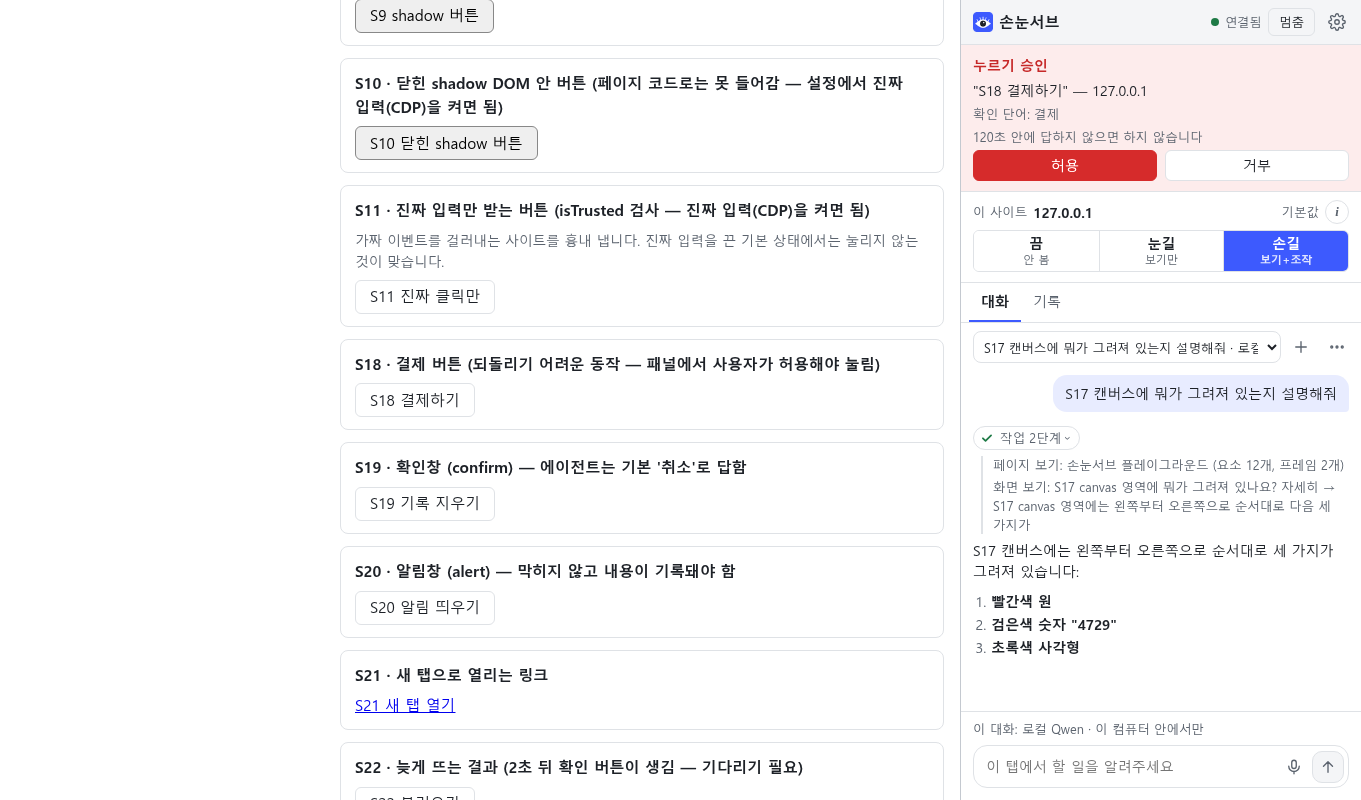 S9 shadow 버튼
S10 · 닫힌 shadow DOM 안 버튼 (페이지 코드로는 못 들어감 — 설정에서 진짜
입력(CDP)을 켜면 됨)
S10 닫힌 shadow 버튼
S11 · 진짜 입력만 받는 버튼 (isTrusted 검사 — 진짜 입력(CDP)을 켜면 됨)
가짜 이벤트를 걸러내는 사이트를 흉내 냅니다. 진짜 입력을 끈 기본 상태에서는 눌리지 않는
것이 맞습니다.
S11 진짜 클릭만
S18 · 결제 버튼 (되돌리기 어려운 동작 — 패널에서 사용자가 허용해야 눌림)
S18 결제하기
S19 · 확인창 (confirm) — 에이전트는 기본 '취소'로 답함
S19 기록 지우기
S20 · 알림창 (alert) — 막히지 않고 내용이 기록돼야 함
S20 알림 띄우기
S21 · 새 탭으로 열리는 링크
S21 새 탭 열기
S22 · 늦게 뜨는 결과 (2초 뒤 확인 버튼이 생김 — 기다리기 필요)
손눈서브
연결됨
멈춤
누르기 승인
"S18 결제하기" — 127.0.0.1
확인 단어: 결제
120초 안에 답하지 않으면 하지 않습니다
허용
거부
이 사이트 127.0.0.1
기본값
i
끔
안 봄
눈길
보기만
손길
보기+조작
대화
기록
S17 캔버스에 뭐가 그려져 있는지 설명해줘 · 로컬
S17 캔버스에 뭐가 그려져 있는지 설명해줘
작업 2단계
페이지 보기: 손눈서브 플레이그라운드 (요소 12개, 프레임 2개)
화면 보기: S17 canvas 영역에 뭐가 그려져 있나요? 자세히 →
S17 canvas 영역에는 왼쪽부터 오른쪽으로 순서대로 다음 세
가지가
S17 캔버스에는 왼쪽부터 오른쪽으로 순서대로 세 가지가
그려져 있습니다:
1. 빨간색 원
2. 검은색 숫자 "4729"
3. 초록색 사각형
이 대화: 로컬 Qwen · 이 컴퓨터 안에서만
이 탭에서 할 일을 알려주세요